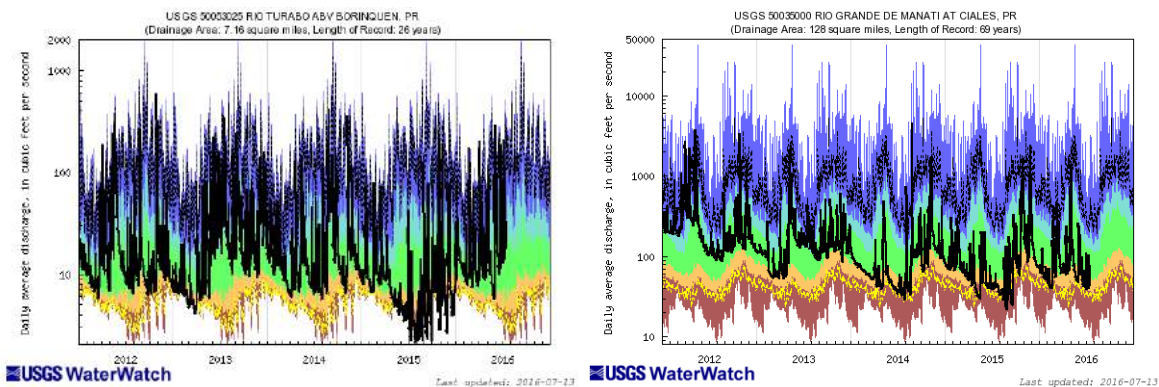 USGS 50053025 RIO TURABO ABV BORINQUEN, PR
(Drainage Area: 7.16 square miles, Length of Record: 26 years)
2000
1000
100
10
Daily average discharge, in cubic feet per second
2012 2013 2014 2015 2016
USGS WaterWatch
Last updated: 2016-07-13
USGS 50035000 RIO GRANDE DE MANATI AT CIALES, PR
(Drainage Area: 128 square miles, Length of Record: 69 years)
50000
10000
1000
100
10
Daily average discharge, in cubic feet per second
2012 2013 2014 2015 2016
USGS WaterWatch
Last updated: 2016-07-13